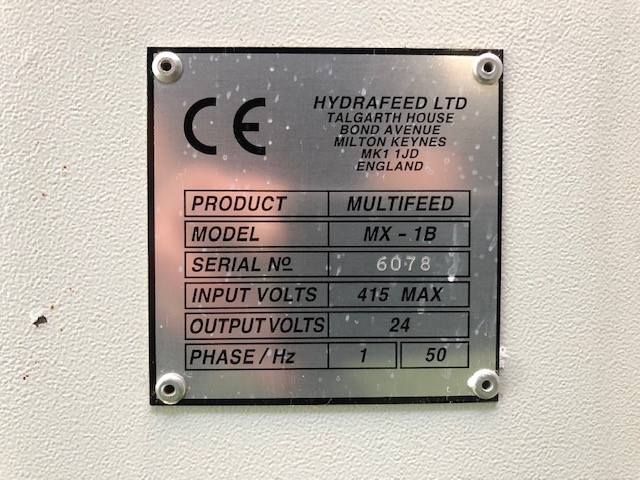 CE
HYDRAFEED LTD
TALGARTH HOUSE
BOND AVENUE
MILTON KEYNES
MK1 1JD
ENGLAND
PRODUCT MULTIFEED
MODEL MX - 1B
SERIAL Nº 6078
INPUT VOLTS 415 MAX
OUTPUT VOLTS 24
PHASE / Hz 1 50